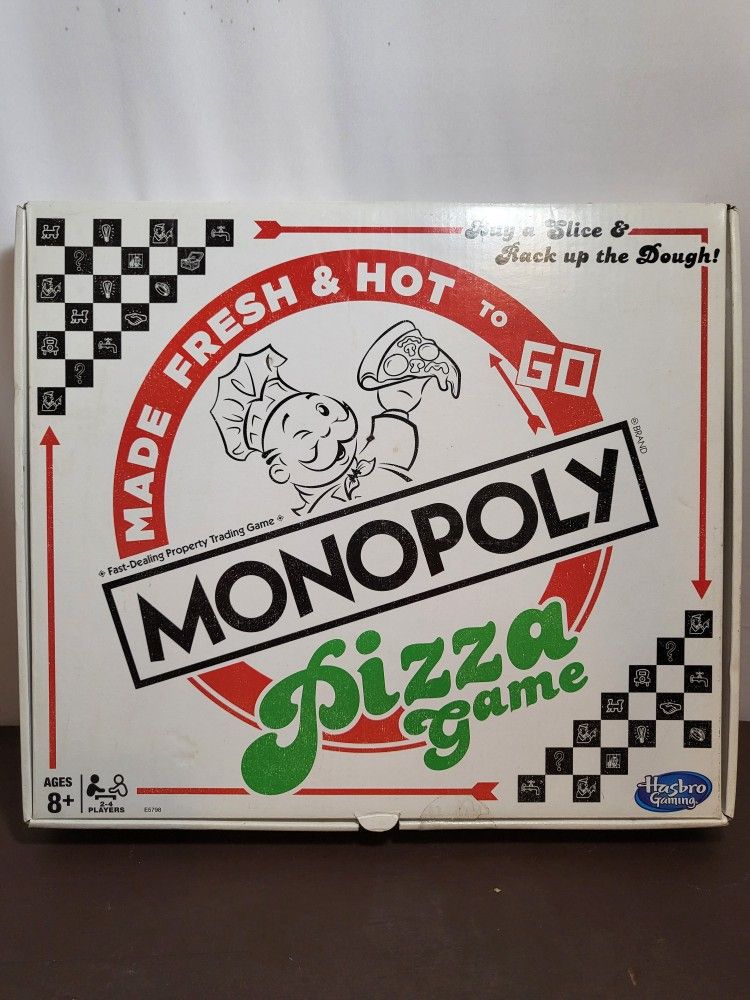 Buy a Slice &
Rack up the Dough!
MADE FRESH & HOT TO GO
Fast-Dealing Property Trading Game
MONOPOLY
® BRAND
Pizza
Game
AGES
8+
2-4
PLAYERS
E5798
Hasbro
Gaming